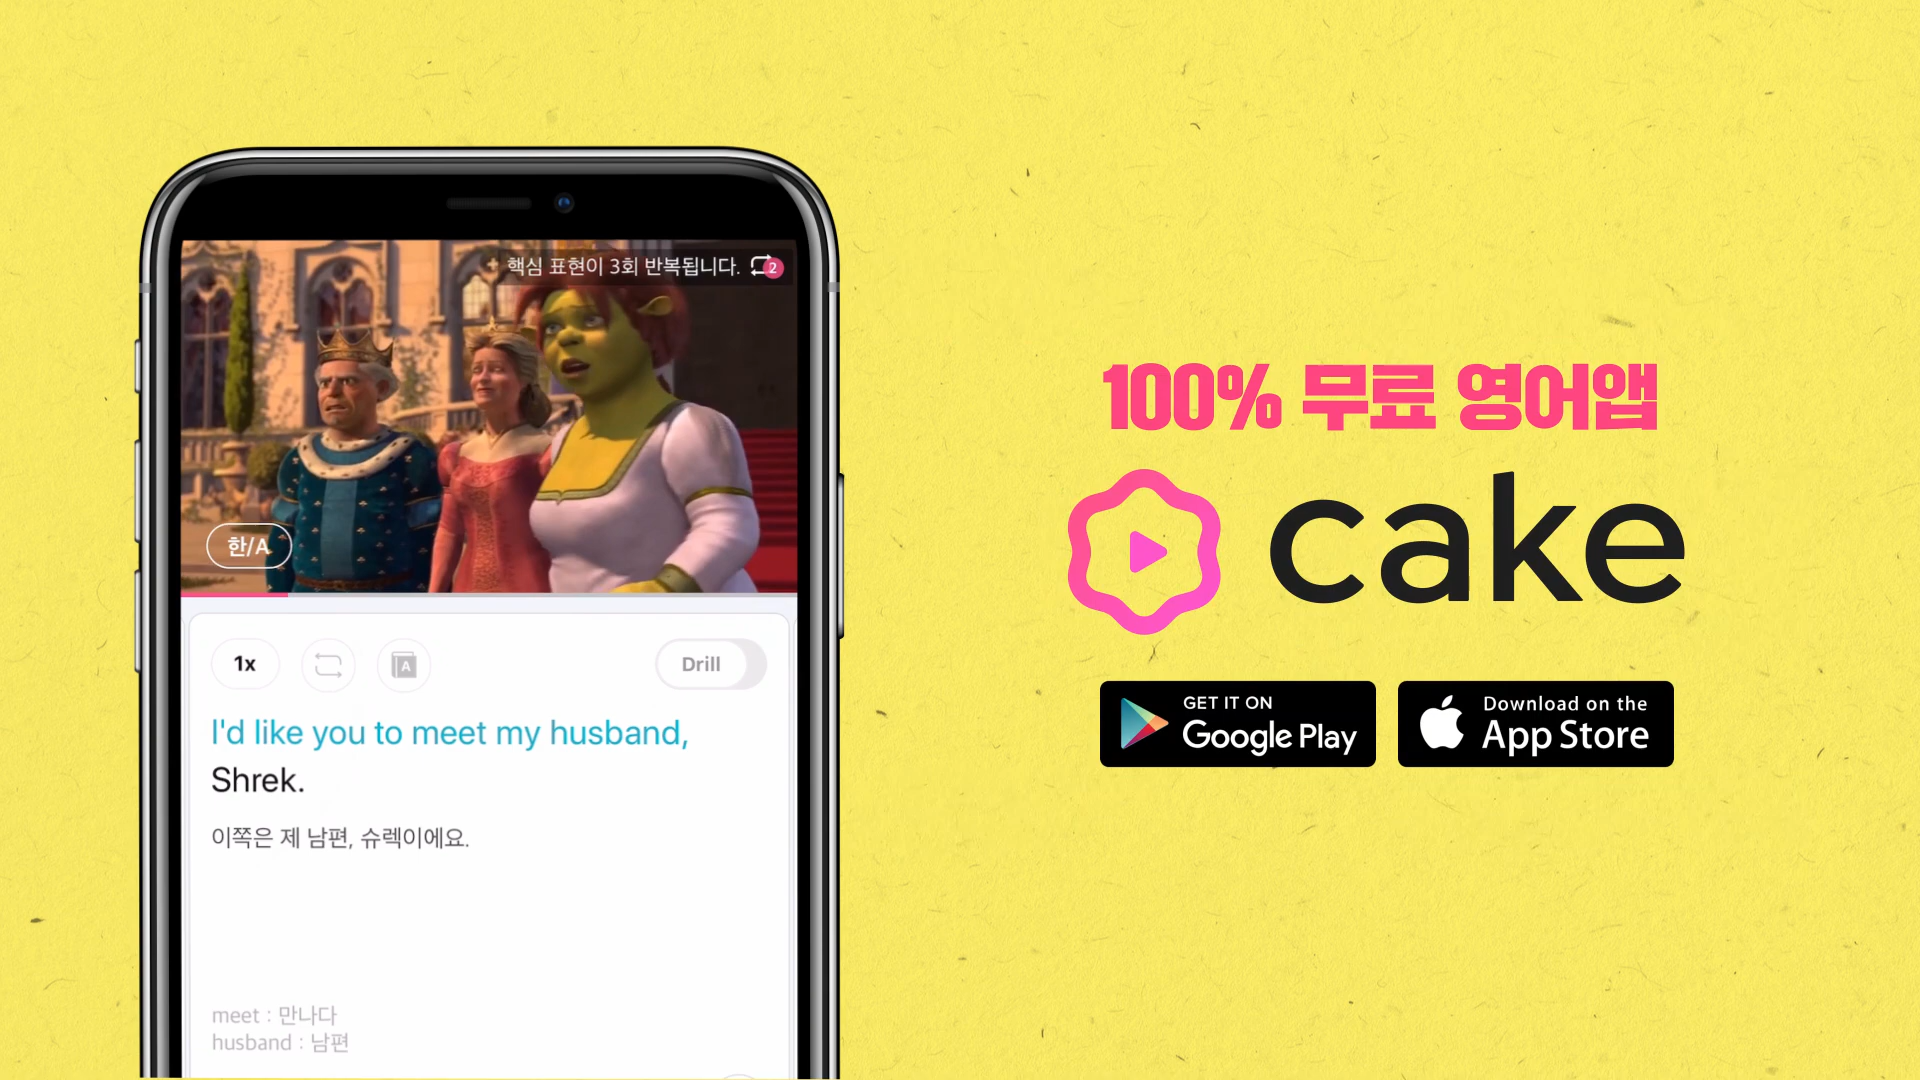 핵심 표현이 3회 반복됩니다. 2
한/A
1x
A
Drill
I'd like you to meet my husband,
Shrek.
이쪽은 제 남편, 슈렉이에요.
meet : 만나다
husband : 남편
100% 무료 영어앱
cake
GET IT ON
Google Play
Download on the
App Store